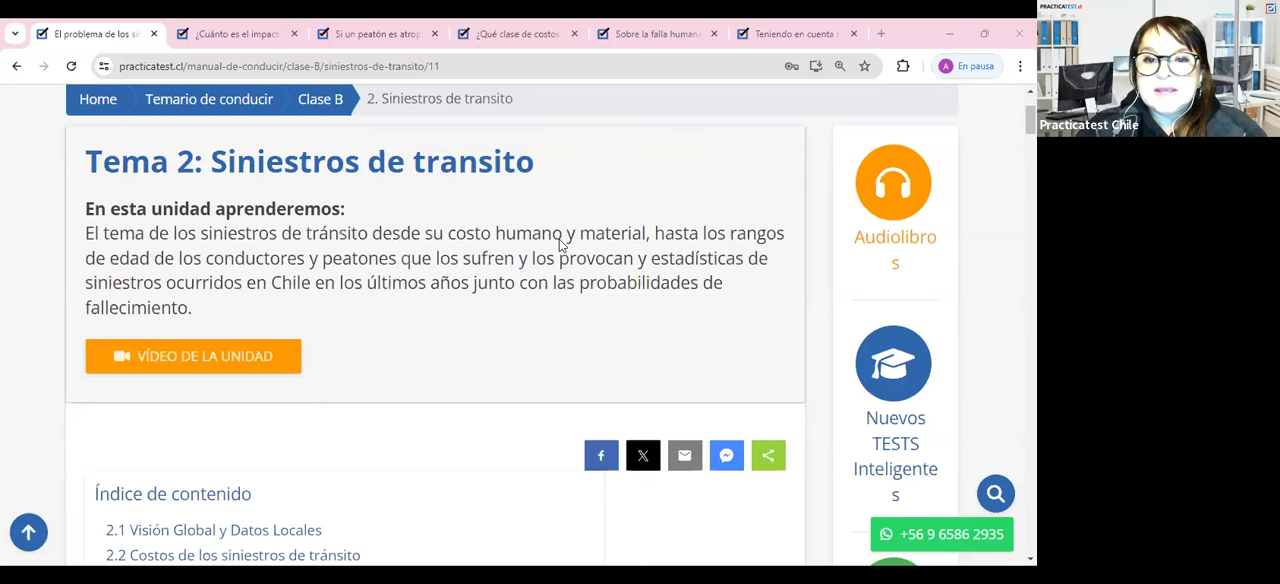 El problema de los si
¿Cuánto es el impact
Si un peatón es atrop
¿Qué clase de costos
Sobre la falla humana
Teniendo en cuenta l
practicatest.cl/manual-de-conducir/clase-B/siniestros-de-transito/11
A
En pausa
PRACTICATEST.cl
Practicatest Chile
Home
Temario de conducir
Clase B
2. Siniestros de transito
Tema 2: Siniestros de transito
En esta unidad aprenderemos:
El tema de los siniestros de tránsito desde su costo humano y material, hasta los rangos
de edad de los conductores y peatones que los sufren y los provocan y estadísticas de
siniestros ocurridos en Chile en los últimos años junto con las probabilidades de
fallecimiento.
VÍDEO DE LA UNIDAD
Audiolibro
s
Nuevos
TESTS
Inteligente
s
Índice de contenido
2.1 Visión Global y Datos Locales
2.2 Costos de los siniestros de tránsito
+56 9 6586 2935